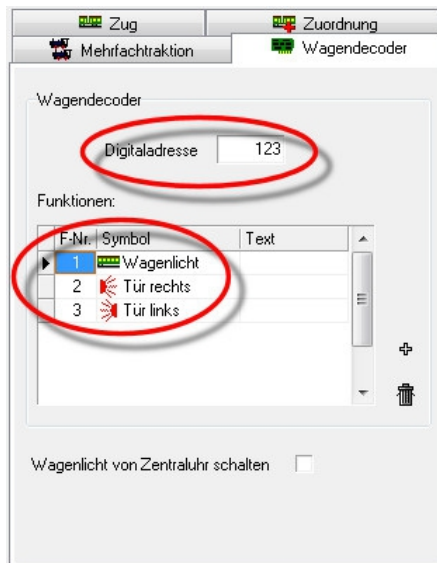 Zug Zuordnung
Mehrfachtraktion Wagendecoder
Wagendecoder
Digitaladresse 123
Funktionen:
F-Nr. Symbol Text
1 Wagenlicht
2 Tür rechts
3 Tür links
Wagenlicht von Zentraluhr schalten